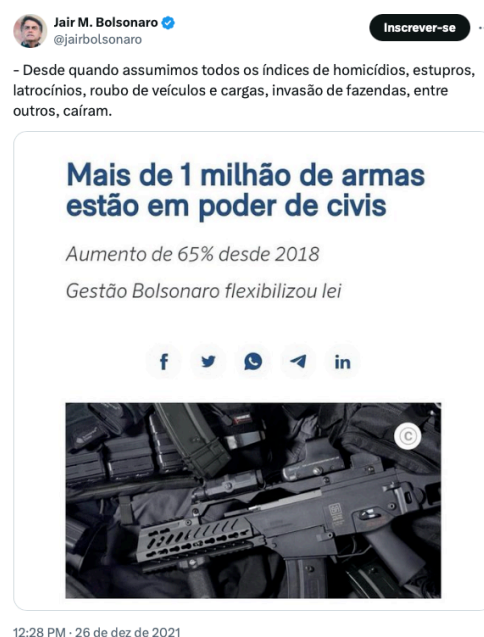 Jair M. Bolsonaro
@jairbolsonaro
Inscrever-se
- Desde quando assumimos todos os índices de homicídios, estupros,
latrocínios, roubo de veículos e cargas, invasão de fazendas, entre
outros, caíram.
Mais de 1 milhão de armas
estão em poder de civis
Aumento de 65% desde 2018
Gestão Bolsonaro flexibilizou lei
©
12:28 PM · 26 de dez de 2021